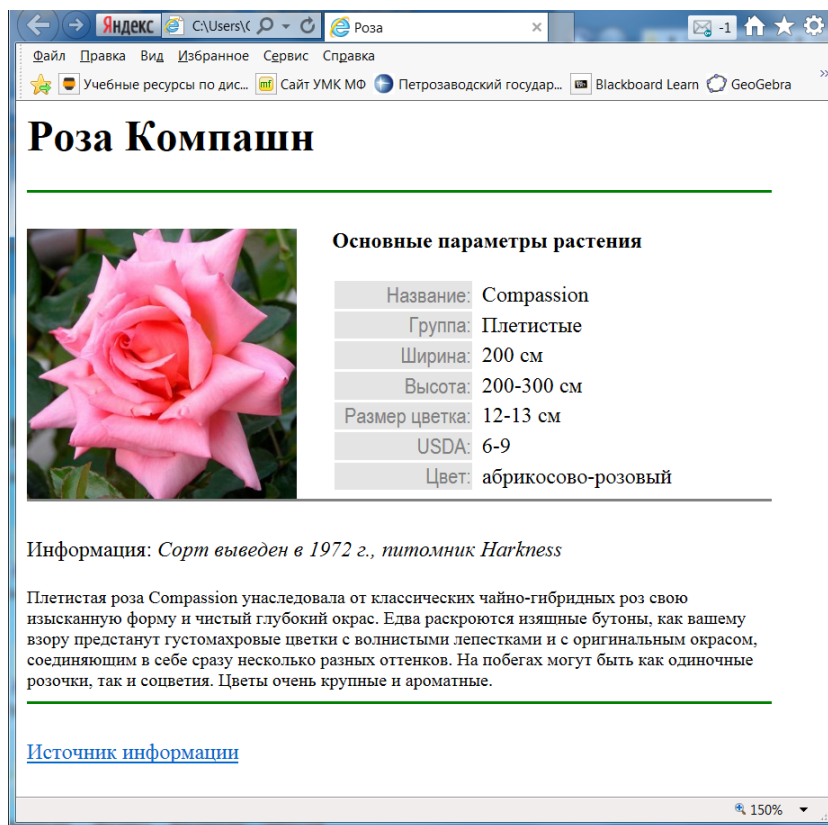 Яндекс C:\Users\( Роза
-1
Файл Правка Вид Избранное Сервис Справка
Учебные ресурсы по дис... mf Сайт УМК МФ Петрозаводский государ... Bb Blackboard Learn GeoGebra »
Роза Компашн
Основные параметры растения
Название: Compassion
Группа: Плетистые
Ширина: 200 см
Высота: 200-300 см
Размер цветка: 12-13 см
USDA: 6-9
Цвет: абрикосово-розовый
Информация: Сорт выведен в 1972 г., питомник Harkness
Плетистая роза Compassion унаследовала от классических чайно-гибридных роз свою
изысканную форму и чистый глубокий окрас. Едва раскроются изящные бутоны, как вашему
взору предстанут густомахровые цветки с волнистыми лепестками и с оригинальным окрасом,
соединяющим в себе сразу несколько разных оттенков. На побегах могут быть как одиночные
розочки, так и соцветия. Цветы очень крупные и ароматные.
Источник информации
150%